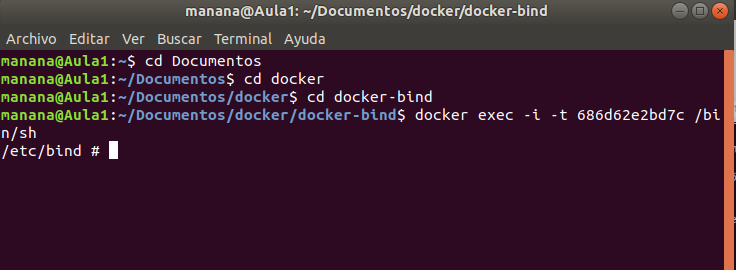 manana@Aula1: ~/Documentos/docker/docker-bind
Archivo Editar Ver Buscar Terminal Ayuda
manana@Aula1:~$ cd Documentos
manana@Aula1:~/Documentos$ cd docker
manana@Aula1:~/Documentos/docker$ cd docker-bind
manana@Aula1:~/Documentos/docker/docker-bind$ docker exec -i -t 686d62e2bd7c /bi
n/sh
/etc/bind #